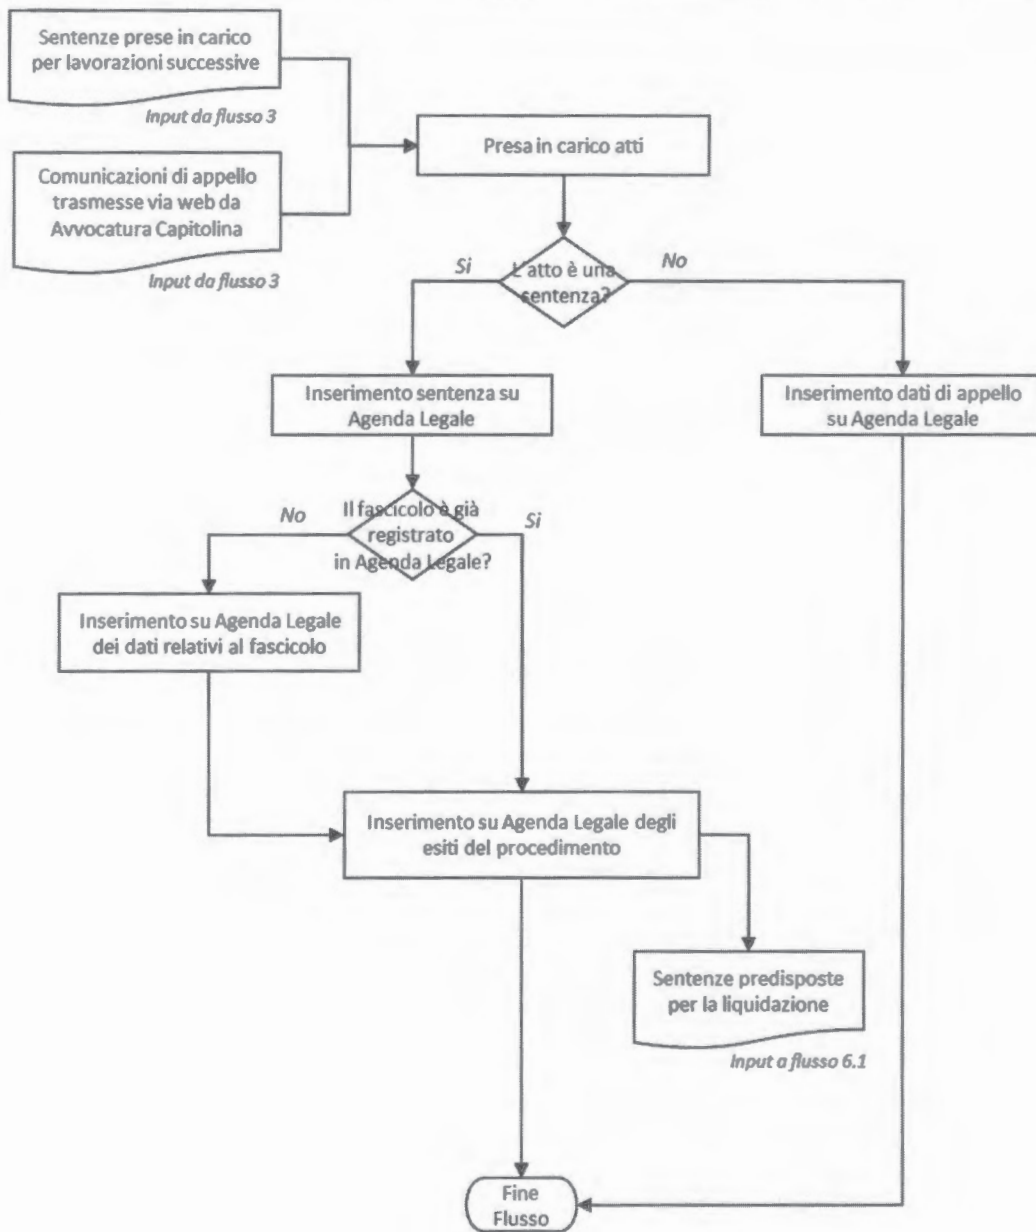 Sentenze prese in carico
per lavorazioni successive
Input da flusso 3
Comunicazioni di appello
trasmesse via web da
Avvocatura Capitolina
Input da flusso 3
Presa in carico atti
L'atto è una
sentenza?
Si
No
Inserimento sentenza su
Agenda Legale
Inserimento dati di appello
su Agenda Legale
Il fascicolo è già
registrato
in Agenda Legale?
No
Si
Inserimento su Agenda Legale
dei dati relativi al fascicolo
Inserimento su Agenda Legale degli
esiti del procedimento
Sentenze predisposte
per la liquidazione
Input a flusso 6.1
Fine
Flusso